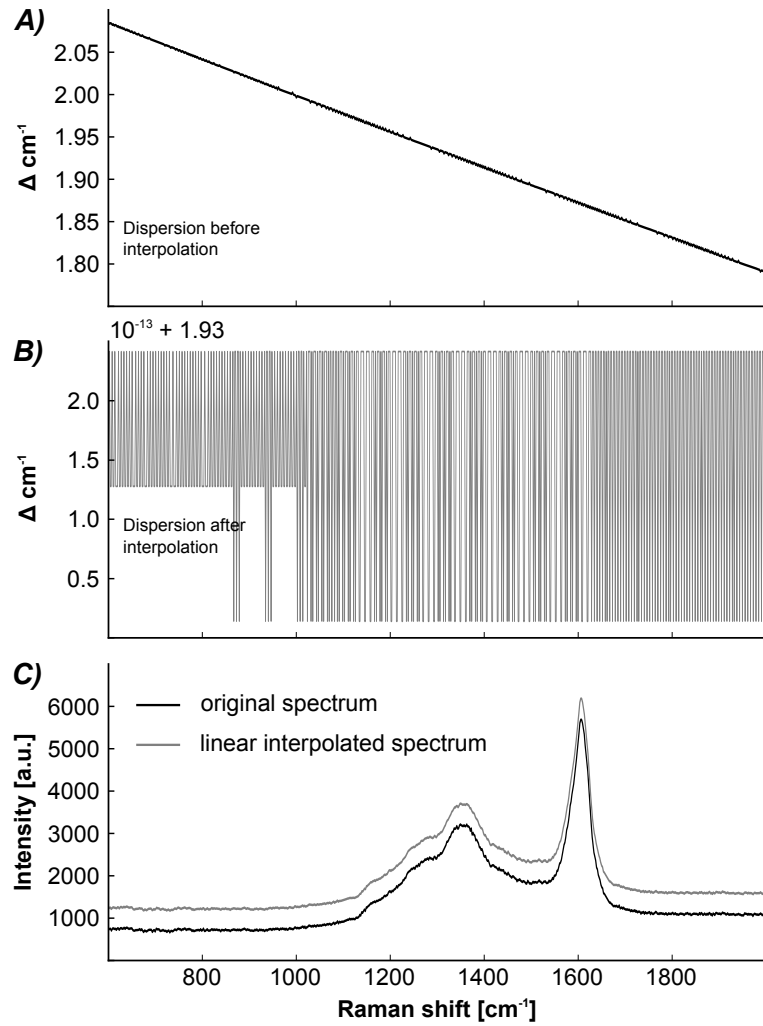 A)
2.05
2.00
1.95
1.90
1.85
1.80
Δ cm⁻¹
Dispersion before
interpolation
10⁻¹³ + 1.93
B)
2.0
1.5
1.0
0.5
Δ cm⁻¹
Dispersion after
interpolation
C)
original spectrum
linear interpolated spectrum
6000
5000
4000
3000
2000
1000
Intensity [a.u.]
800 1000 1200 1400 1600 1800
Raman shift [cm⁻¹]